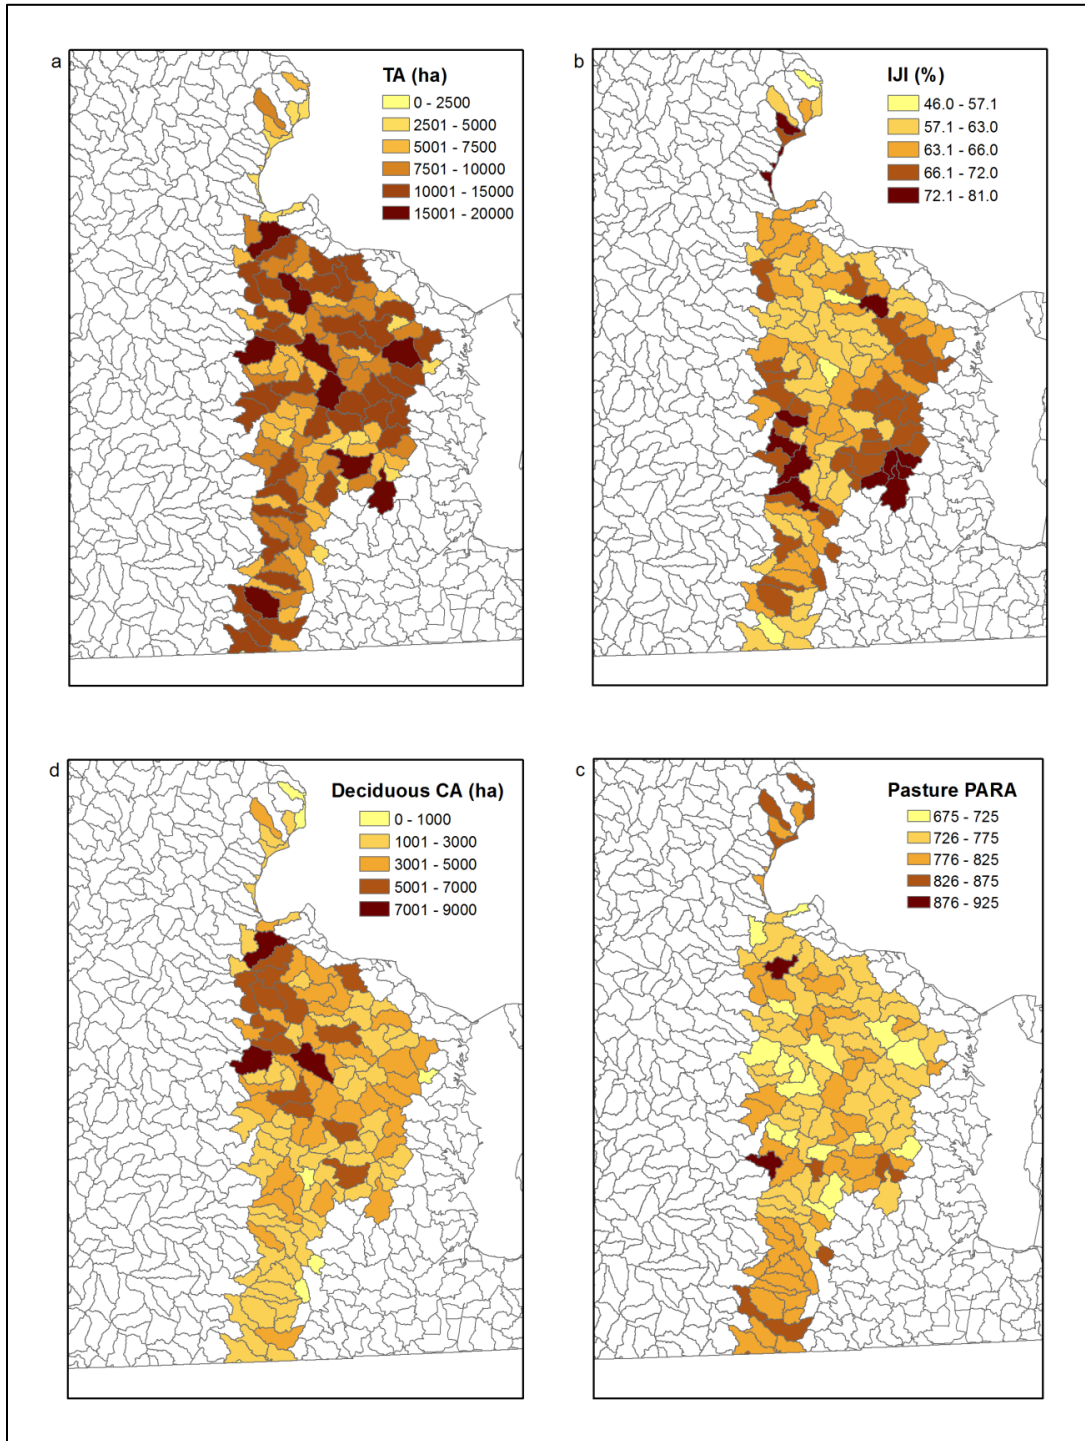 a
TA (ha)
0 - 2500
2501 - 5000
5001 - 7500
7501 - 10000
10001 - 15000
15001 - 20000
b
IJI (%)
46.0 - 57.1
57.1 - 63.0
63.1 - 66.0
66.1 - 72.0
72.1 - 81.0
d
Deciduous CA (ha)
0 - 1000
1001 - 3000
3001 - 5000
5001 - 7000
7001 - 9000
c
Pasture PARA
675 - 725
726 - 775
776 - 825
826 - 875
876 - 925